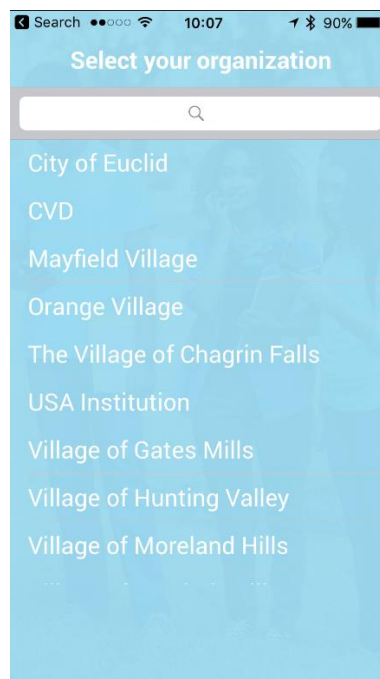 Search 10:07 90%
Select your organization
City of Euclid
CVD
Mayfield Village
Orange Village
The Village of Chagrin Falls
USA Institution
Village of Gates Mills
Village of Hunting Valley
Village of Moreland Hills